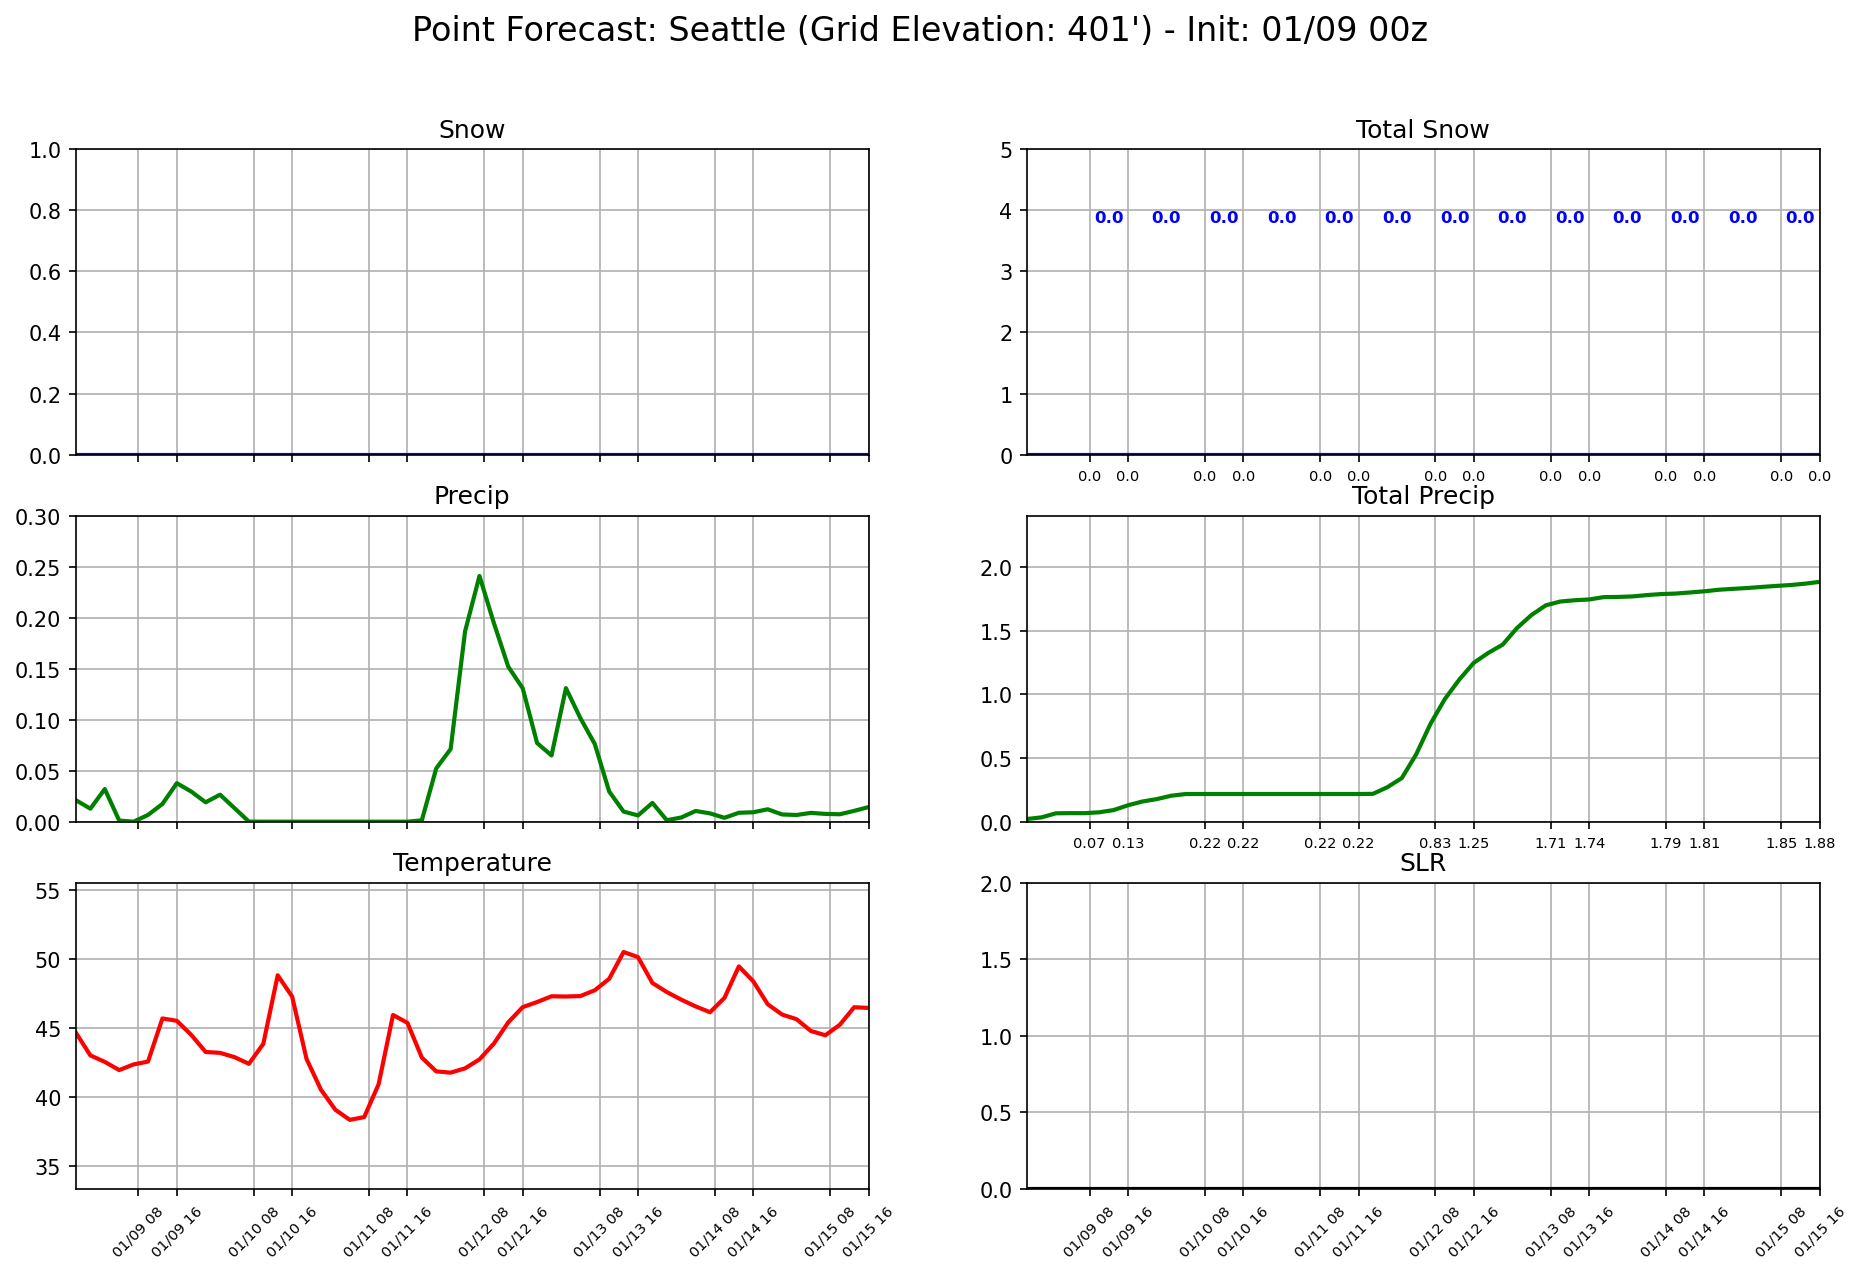 Point Forecast: Seattle (Grid Elevation: 401') - Init: 01/09 00z
Snow
1.0
0.8
0.6
0.4
0.2
0.0
Total Snow
5
4
3
2
1
0
0.0 0.0 0.0 0.0 0.0 0.0 0.0 0.0 0.0 0.0 0.0 0.0 0.0
0.0 0.0 0.0 0.0 0.0 0.0 0.0 0.0 0.0 0.0 0.0 0.0 0.0 0.0
Precip
0.30
0.25
0.20
0.15
0.10
0.05
0.00
Total Precip
2.0
1.5
1.0
0.5
0.0
0.07 0.13 0.22 0.22 0.22 0.22 0.83 1.25 1.71 1.74 1.79 1.81 1.85 1.88
Temperature
55
50
45
40
35
01/09 08 01/09 16 01/10 08 01/10 16 01/11 08 01/11 16 01/12 08 01/12 16 01/13 08 01/13 16 01/14 08 01/14 16 01/15 08 01/15 16
SLR
2.0
1.5
1.0
0.5
0.0
01/09 08 01/09 16 01/10 08 01/10 16 01/11 08 01/11 16 01/12 08 01/12 16 01/13 08 01/13 16 01/14 08 01/14 16 01/15 08 01/15 16